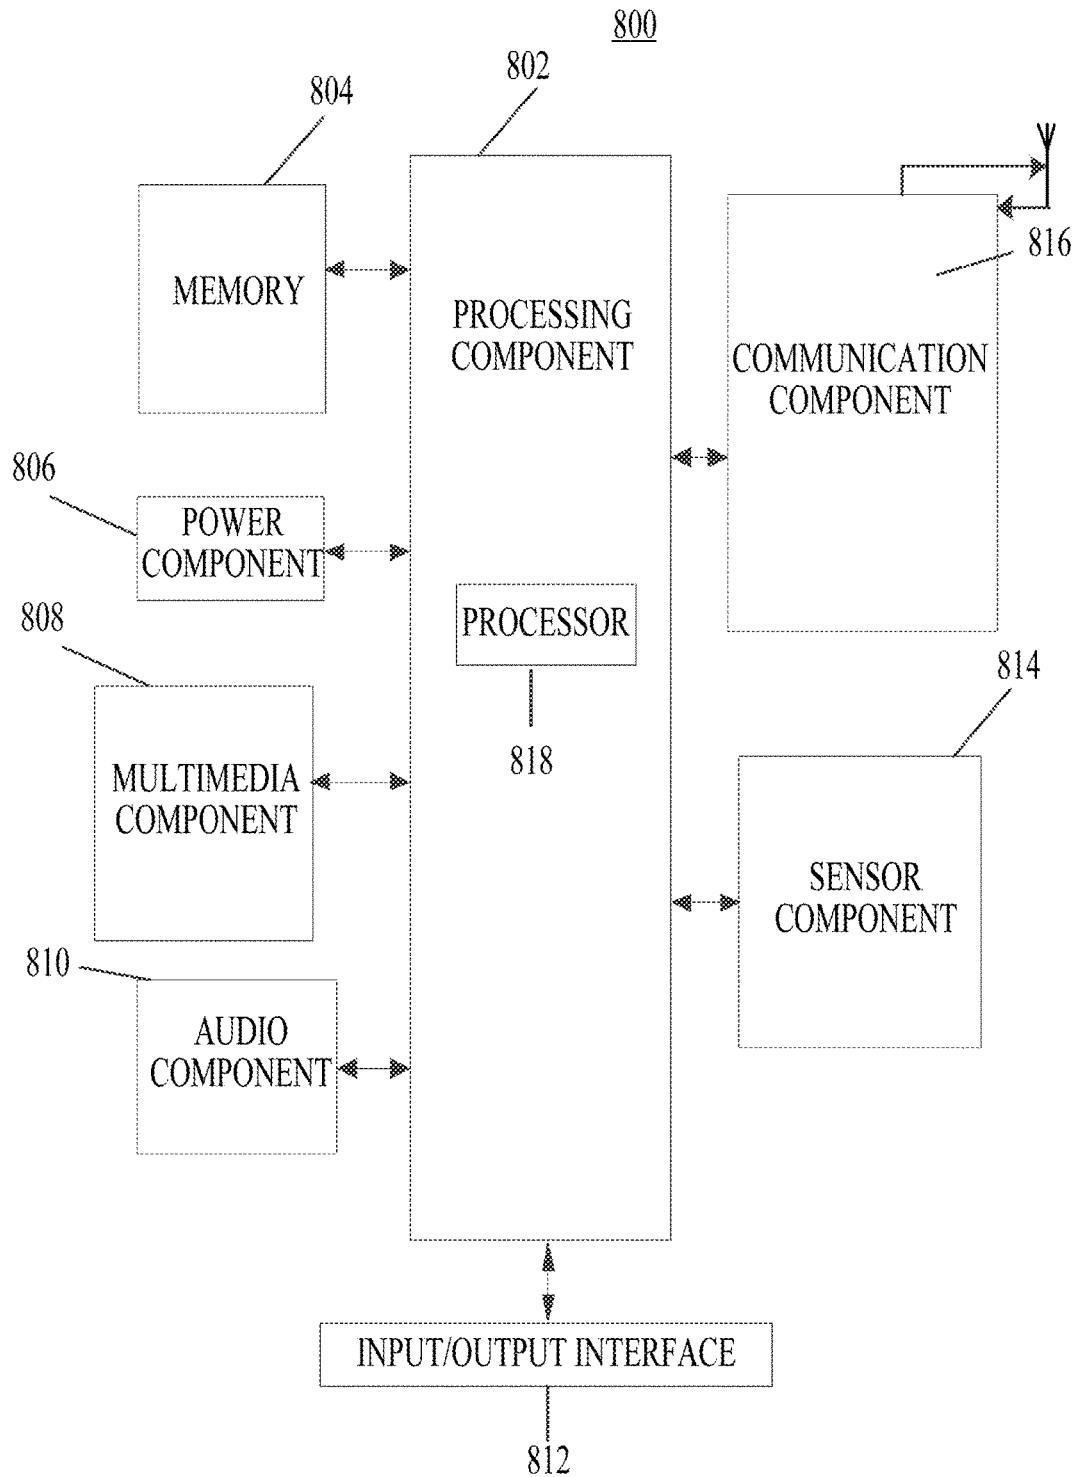 800
802
804
MEMORY
PROCESSING
COMPONENT
816
COMMUNICATION
COMPONENT
806
POWER
COMPONENT
PROCESSOR
818
808
MULTIMEDIA
COMPONENT
814
SENSOR
COMPONENT
810
AUDIO
COMPONENT
INPUT/OUTPUT INTERFACE
812